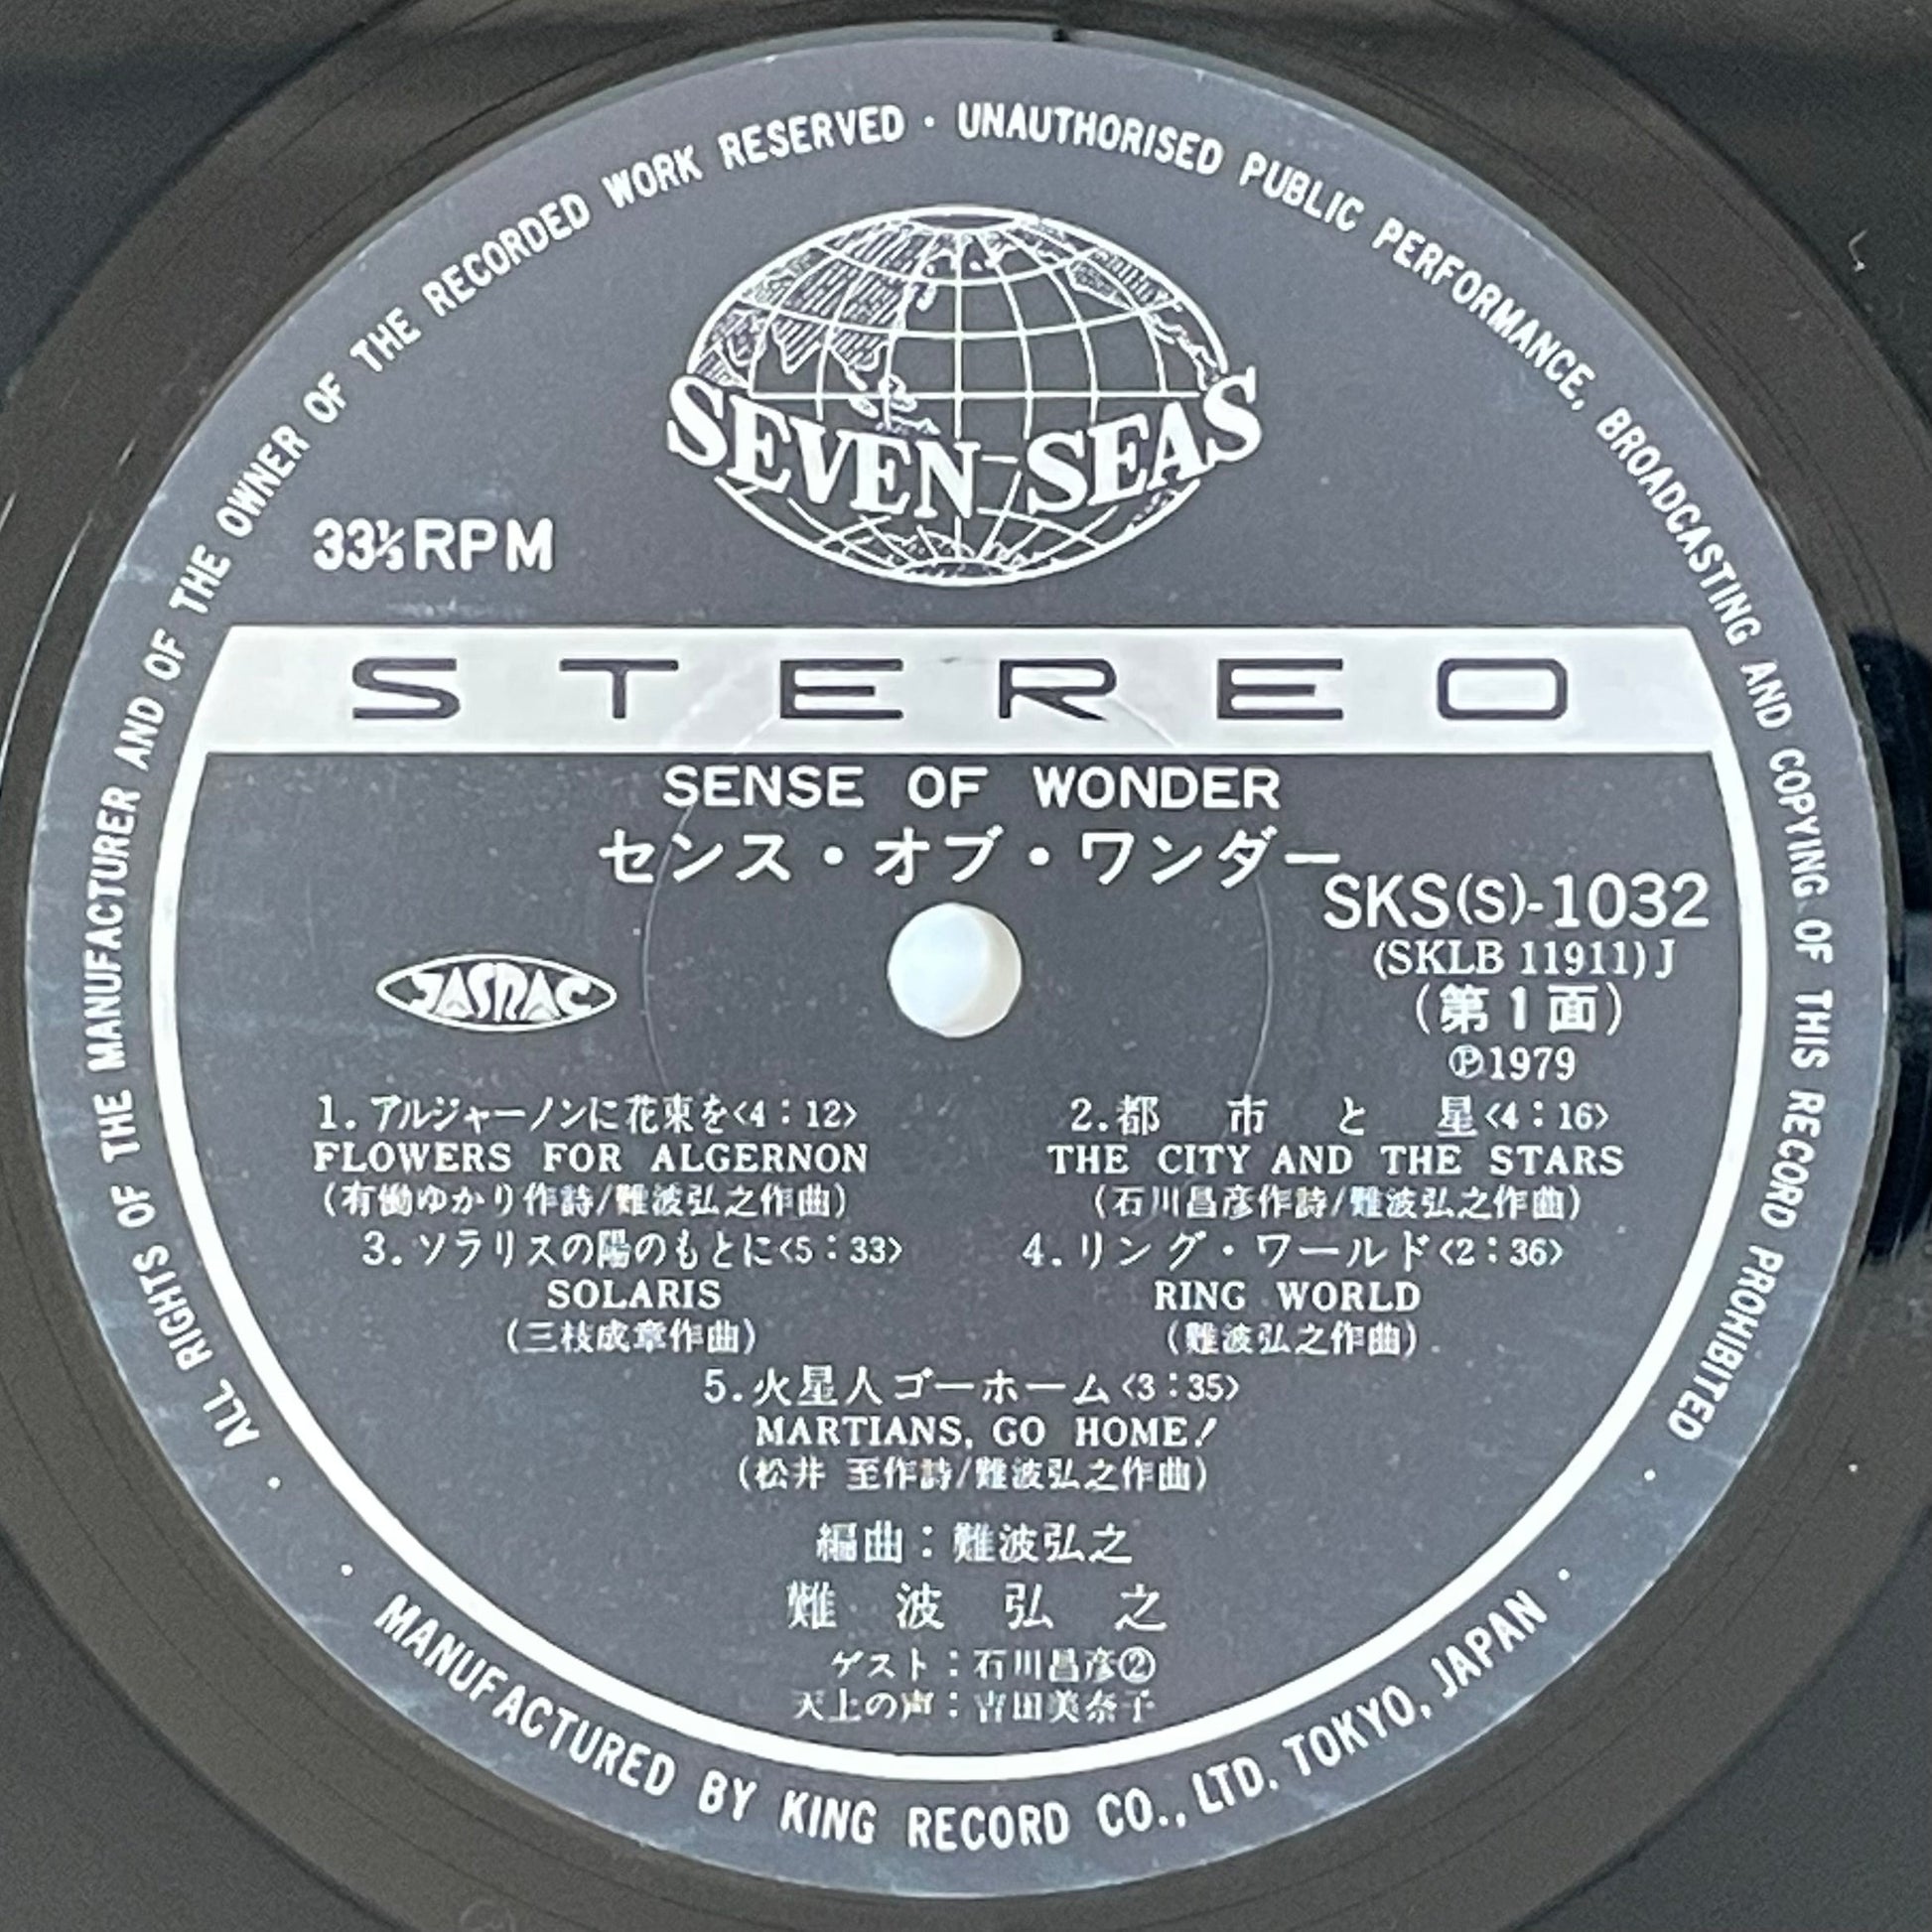 ALL RIGHTS OF THE MANUFACTURER AND OF THE OWNER OF THE RECORDED WORK RESERVED · UNAUTHORISED PUBLIC PERFORMANCE, BROADCASTING AND COPYING OF THIS RECORD PROHIBITED
SEVEN SEAS
33⅓RPM
STEREO
SENSE OF WONDER
センス・オブ・ワンダー
SKS(S)-1032
(SKLB 11911)J
(第1面)
℗1979
JASRAC
1.アルジャーノンに花束を<4:12>
FLOWERS FOR ALGERNON
(有働ゆかり作詩/難波弘之作曲)
2.都市と星<4:16>
THE CITY AND THE STARS
(石川昌彦作詩/難波弘之作曲)
3.ソラリスの陽のもとに<5:33>
SOLARIS
(三枝成章作曲)
4.リング・ワールド<2:36>
RING WORLD
(難波弘之作曲)
5.火星人ゴーホーム<3:35>
MARTIANS, GO HOME!
(松井 至作詩/難波弘之作曲)
編曲:難波弘之
難波弘之
ゲスト:石川昌彦②
天上の声:吉田美奈子
MANUFACTURED BY KING RECORD CO., LTD. TOKYO, JAPAN